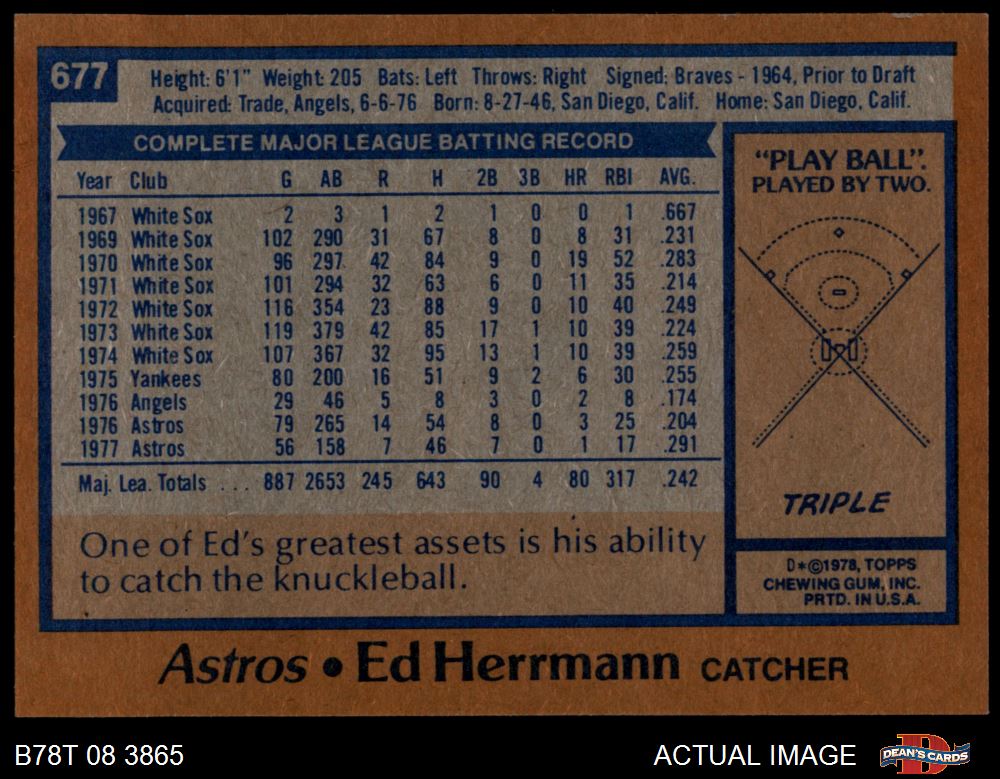 677
Height: 6'1" Weight: 205 Bats: Left Throws: Right Signed: Braves - 1964, Prior to Draft
Acquired: Trade, Angels, 6-6-76 Born: 8-27-46, San Diego, Calif. Home: San Diego, Calif.
COMPLETE MAJOR LEAGUE BATTING RECORD
Year Club G AB R H 2B 3B HR RBI AVG.
1967 White Sox 2 3 1 2 1 0 0 1 .667
1969 White Sox 102 290 31 67 8 0 8 31 .231
1970 White Sox 96 297 42 84 9 0 19 52 .283
1971 White Sox 101 294 32 63 6 0 11 35 .214
1972 White Sox 116 354 23 88 9 0 10 40 .249
1973 White Sox 119 379 42 85 17 1 10 39 .224
1974 White Sox 107 367 32 95 13 1 10 39 .259
1975 Yankees 80 200 16 51 9 2 6 30 .255
1976 Angels 29 46 5 8 3 0 2 8 .174
1976 Astros 79 265 14 54 8 0 3 25 .204
1977 Astros 56 158 7 46 7 0 1 17 .291
Maj. Lea. Totals ... 887 2653 245 643 90 4 80 317 .242
One of Ed's greatest assets is his ability
to catch the knuckleball.
"PLAY BALL".
PLAYED BY TWO.
TRIPLE
D*©1978, TOPPS
CHEWING GUM, INC.
PRTD. IN U.S.A.
Astros • Ed Herrmann CATCHER
B78T 08 3865
ACTUAL IMAGE
D
DEAN'S CARDS